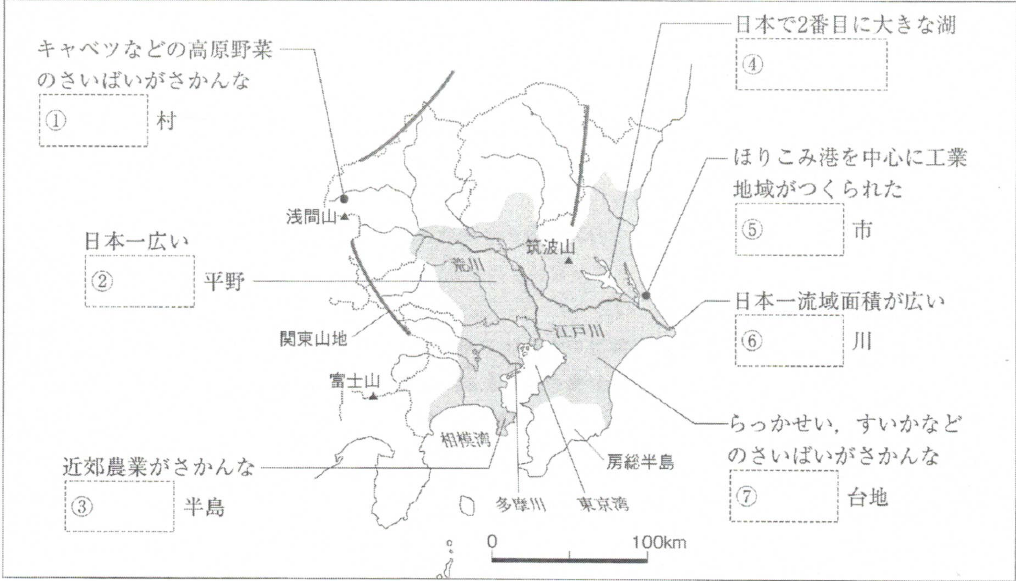 キャベツなどの高原野菜
のさいばいがさかんな
① 村
日本一広い
② 平野
近郊農業がさかんな
③ 半島
日本で2番目に大きな湖
④
ほりこみ港を中心に工業
地域がつくられた
⑤ 市
日本一流域面積が広い
⑥ 川
らっかせい，すいかなど
のさいばいがさかんな
⑦ 台地
浅間山
荒川
筑波山
江戸川
関東山地
富士山
相模湾
房総半島
多摩川
東京湾
0
100km